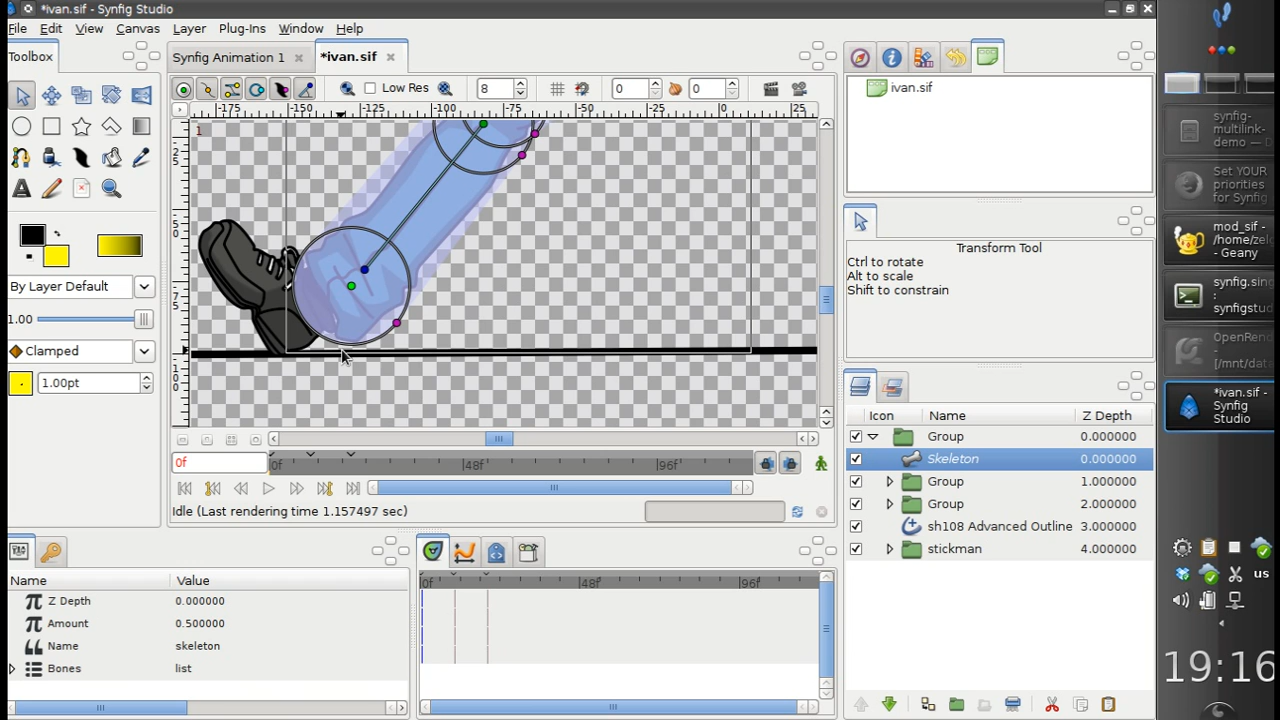 *ivan.sif - Synfig Studio
File Edit View Canvas Layer Plug-Ins Window Help
Toolbox
Synfig Animation 1
*ivan.sif
Low Res
8
0
0
-175 -150 -125 -100 -75 -50 -25 0 25
1
By Layer Default
1.00
Clamped
1.00pt
0f
0f 48f 96f
Idle (Last rendering time 1.157497 sec)
ivan.sif
Transform Tool
Ctrl to rotate
Alt to scale
Shift to constrain
Icon Name Z Depth
Group 0.000000
Skeleton 0.000000
Group 1.000000
Group 2.000000
sh108 Advanced Outline 3.000000
stickman 4.000000
Name Value
Z Depth 0.000000
Amount 0.500000
Name skeleton
Bones list
0f 48f 96f
synfig-
multilink-
demo —
Set YOUR
priorities
for Synfig
mod_sif -
- Geany
synfig.sing
:
*ivan.sif -
Synfig
Studio
us
19:16